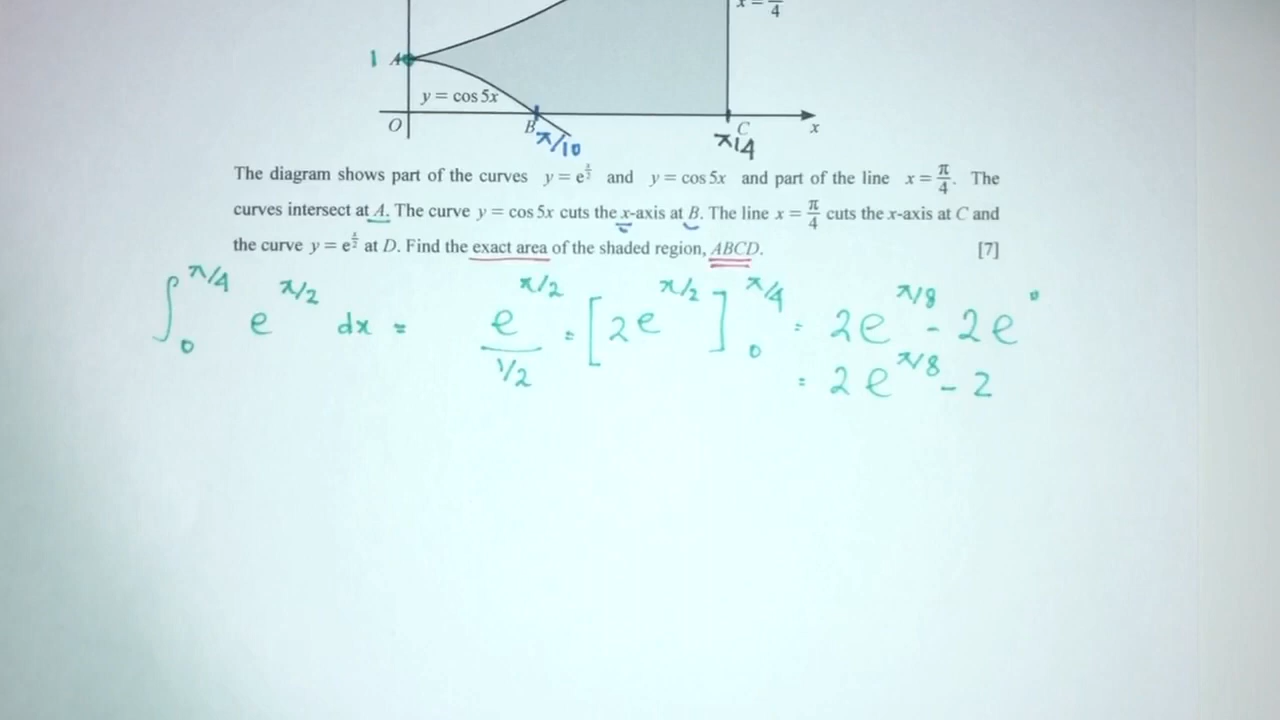 x = π/4
1 A
y = cos 5x
O B C x
π/10 π/4
The diagram shows part of the curves y = e^{x/2} and y = cos 5x and part of the line x = π/4. The
curves intersect at A. The curve y = cos 5x cuts the x-axis at B. The line x = π/4 cuts the x-axis at C and
the curve y = e^{x/2} at D. Find the exact area of the shaded region, ABCD. [7]
∫_0^{π/4} e^{x/2} dx = e^{x/2}/(1/2) = [2e^{x/2}]_0^{π/4} = 2e^{π/8} - 2e^0
= 2e^{π/8} - 2